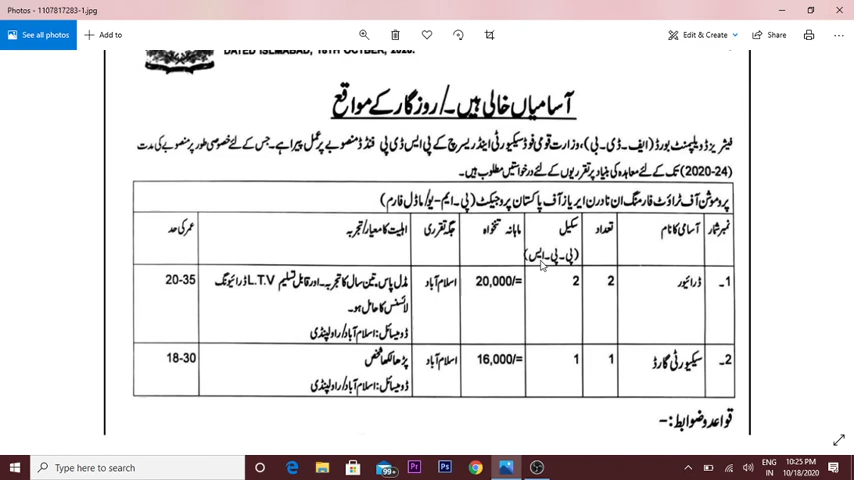 Photos - 1107817283-1.jpg
See all photos
Add to
Edit & Create
Share
DATED ISLMABAD, 16TH OCTBER, 2020.
آسامیاں خالی ہیں۔/ روزگار کے مواقع
فیشریز ڈویلپمنٹ بورڈ (ایف۔ڈی۔بی)، وزارت قومی فوڈ سیکیورٹی اینڈ ریسرچ کے پی ایس ڈی پی فنڈڈ منصوبے پر عمل پیرا ہے۔ جس کے لئے خصوصی طور پر منصوبے کی مدت
(2020-24) تک کے لئے معاہدہ کی بنیاد پر تقرریوں کے لئے درخواستیں مطلوب ہیں۔
پروموشن آف ٹراؤٹ فارمنگ ان نادرن ایریاز آف پاکستان پروجیکٹ (پی۔ایم۔یو/ ماڈل فارم)
نمبر شمار آسامی کا نام تعداد سکیل ماہانہ تنخواہ جگہ تقرری اہلیت کا معیار/ تجربہ عمر کی حد
(پی۔پی۔ایس)
1۔ ڈرائیور 2 2 20,000/= اسلام آباد مڈل پاس، تین سال کا تجربہ۔ اور قابل تسلیم L.T.V ڈرائیونگ 20-35
لائسنس کا حامل ہو۔
ڈومیسائل: اسلام آباد/ راولپنڈی
2۔ سیکیورٹی گارڈ 1 1 16,000/= اسلام آباد پڑھا لکھا شخص 18-30
ڈومیسائل: اسلام آباد/ راولپنڈی
قواعد و ضوابط:-
Type here to search
99+
Pr
Ps
ENG
IN
10:25 PM
10/18/2020